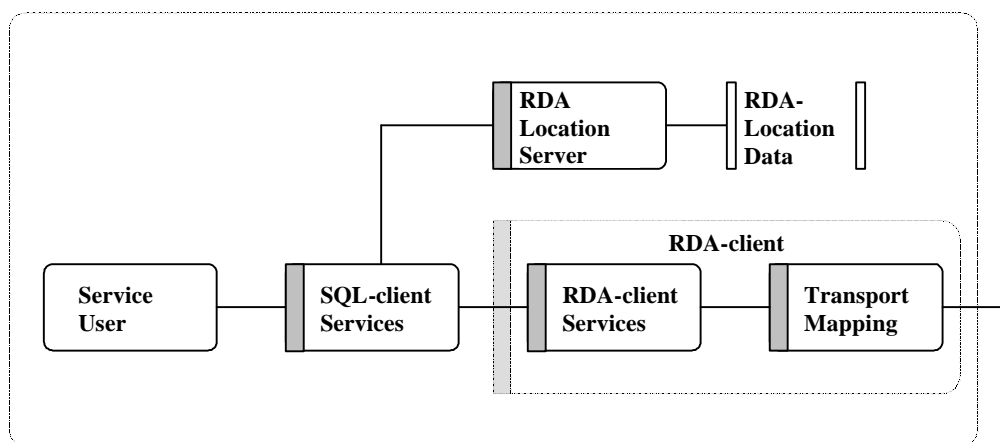 RDA
Location
Server
RDA-
Location
Data
RDA-client
Service
User
SQL-client
Services
RDA-client
Services
Transport
Mapping